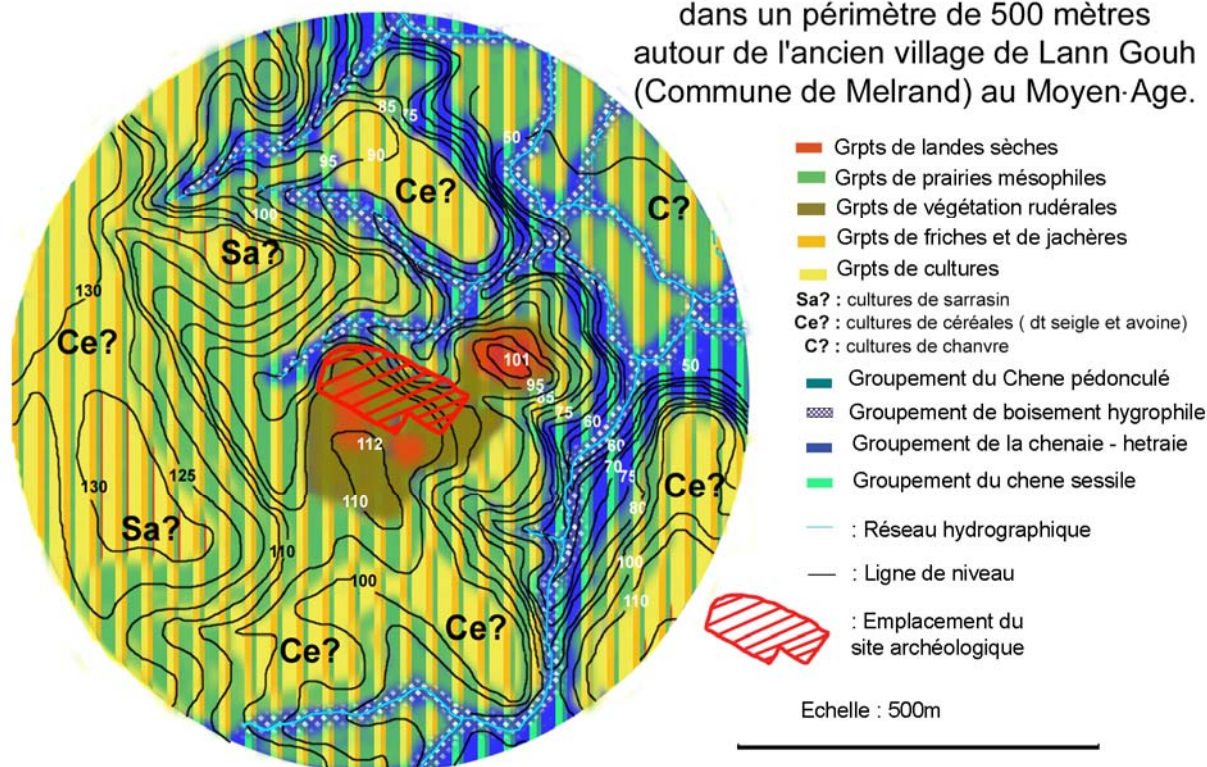 dans un périmètre de 500 mètres
autour de l'ancien village de Lann Gouh
(Commune de Melrand) au Moyen-Age.
Grpts de landes sèches
Grpts de prairies mésophiles
Grpts de végétation rudérales
Grpts de friches et de jachères
Grpts de cultures
Sa? : cultures de sarrasin
Ce? : cultures de céréales ( dt seigle et avoine)
C? : cultures de chanvre
Groupement du Chene pédonculé
Groupement de boisement hygrophile
Groupement de la chenaie - hetraie
Groupement du chene sessile
: Réseau hydrographique
: Ligne de niveau
: Emplacement du
site archéologique
Echelle : 500m
85
75
50
95
90
Ce?
C?
100
Sa?
130
Ce?
101
50
95
85
75
60
112
60
70
75
125
130
110
80
Ce?
Sa?
110
100
100
110
Ce?
Ce?